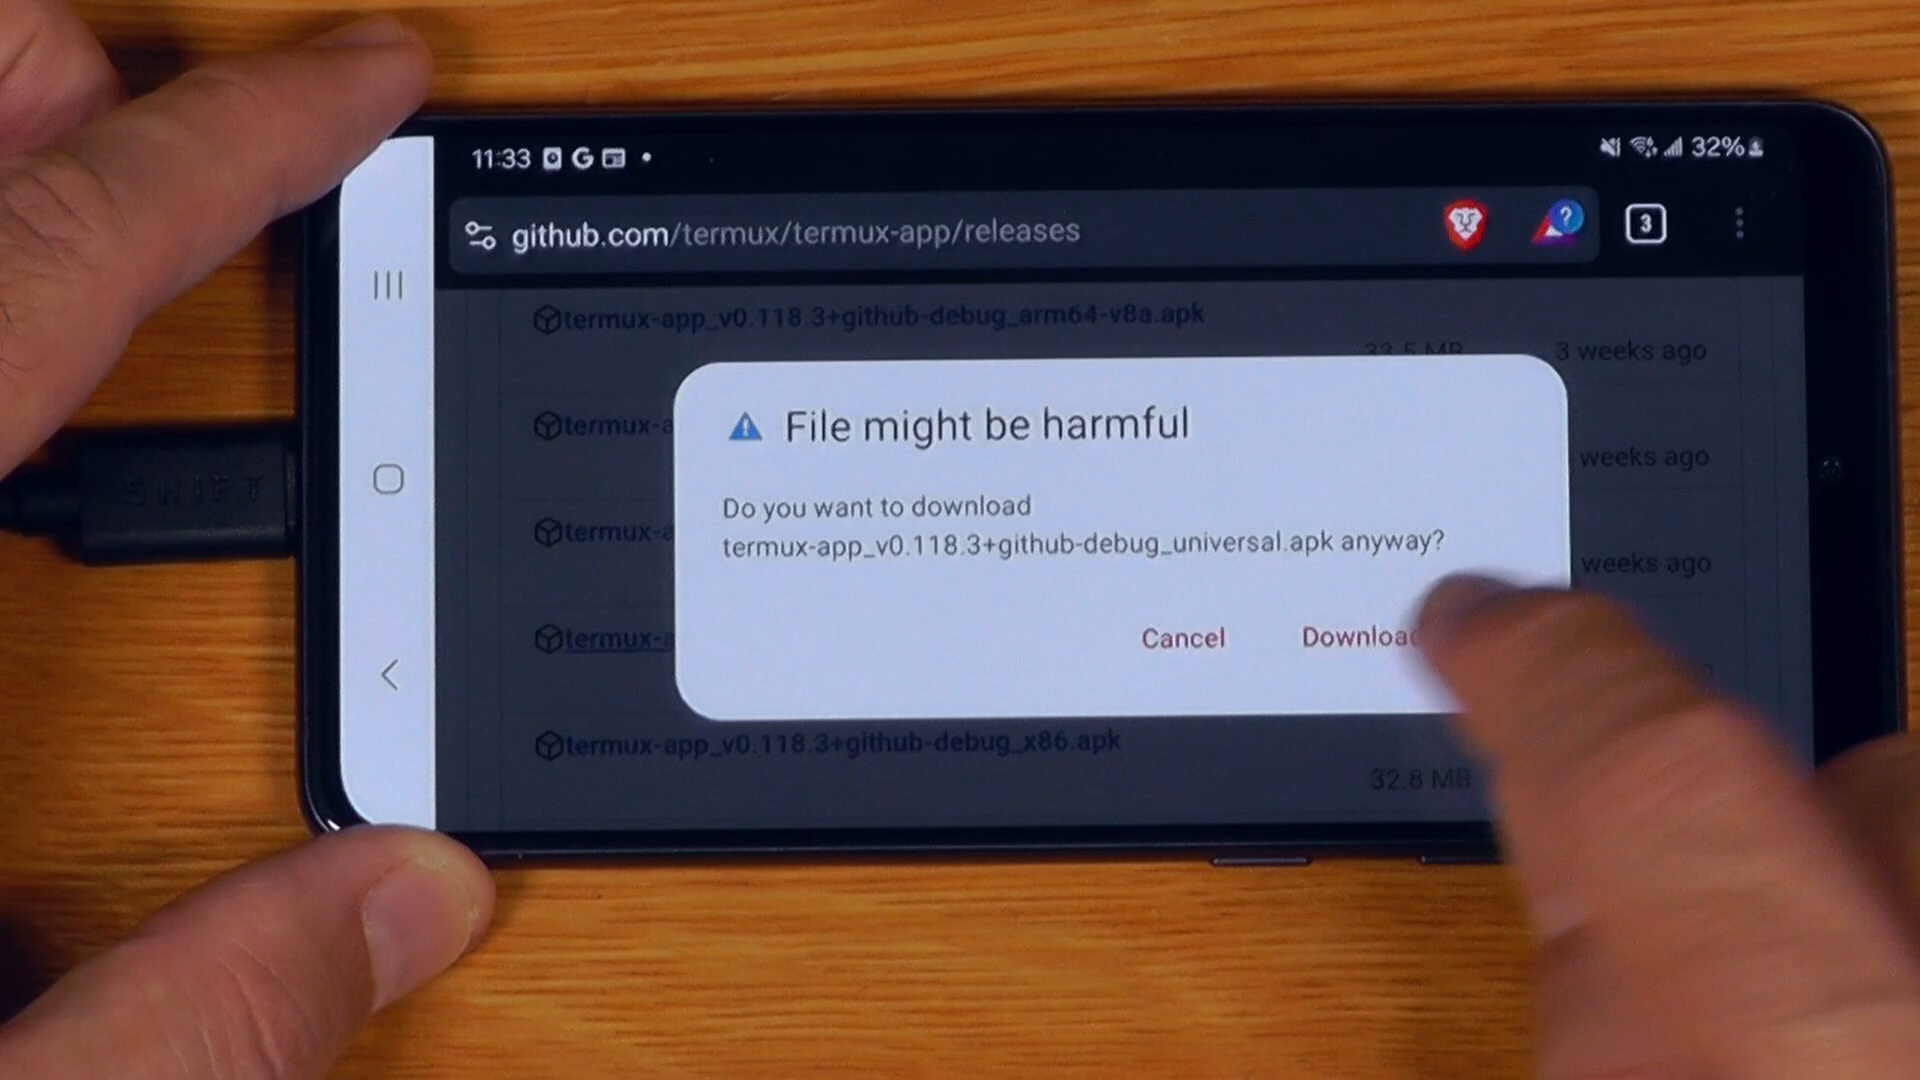 11:33
32%
github.com/termux/termux-app/releases
3
termux-app_v0.118.3+github-debug_arm64-v8a.apk
33.5 MB
3 weeks ago
termux-a
weeks ago
termux-a
weeks ago
termux-a
File might be harmful
Do you want to download
termux-app_v0.118.3+github-debug_universal.apk anyway?
Cancel
Download
termux-app_v0.118.3+github-debug_x86.apk
32.8 MB
SHIFT